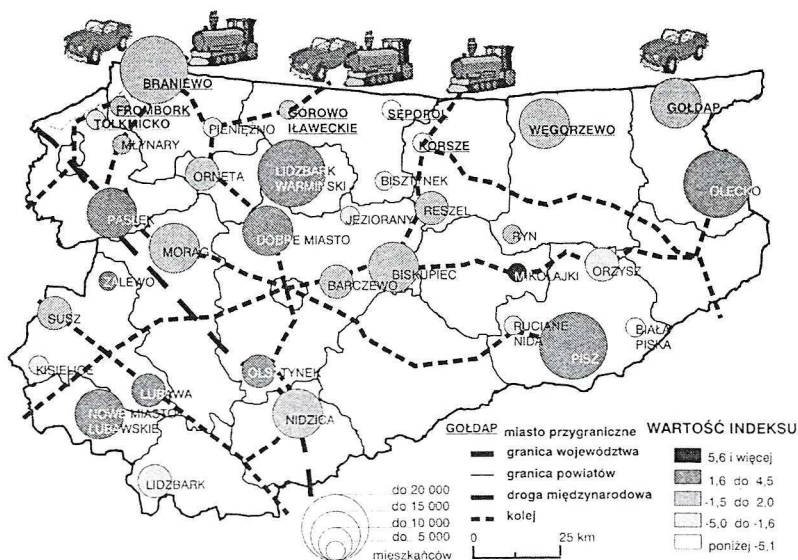 BRANIEWO
FROMBORK
TOLKMICKO
MŁYNARY
PIENIĘŻNO
GÓROWO
IŁAWECKIE
SĘPOPOL
KORSZE
WĘGORZEWO
GOŁDAP
ORNETA
LIDZBARK
WARMIŃSKI
BISZTYNEK
RESZEL
OLECKO
PASŁĘK
JEZIORANY
DOBRE MIASTO
RYN
MORĄG
BISKUPIEC
MIKOŁAJKI
ORZYSZ
ZALEWO
BARCZEWO
SUSZ
RUCIANE
NIDA
BIAŁA
PISKA
PISZ
KISIELICE
OLSZTYNEK
LUBAWA
NOWE MIASTO
LUBAWSKIE
NIDZICA
LIDZBARK
GOŁDAP miasto przygraniczne
granica województwa
granica powiatów
droga międzynarodowa
kolej
0 25 km
do 20 000
do 15 000
do 10 000
do 5 000
mieszkańców
WARTOŚĆ INDEKSU
5,6 i więcej
1,6 do 4,5
-1,5 do 2,0
-5,0 do -1,6
poniżej -5,1